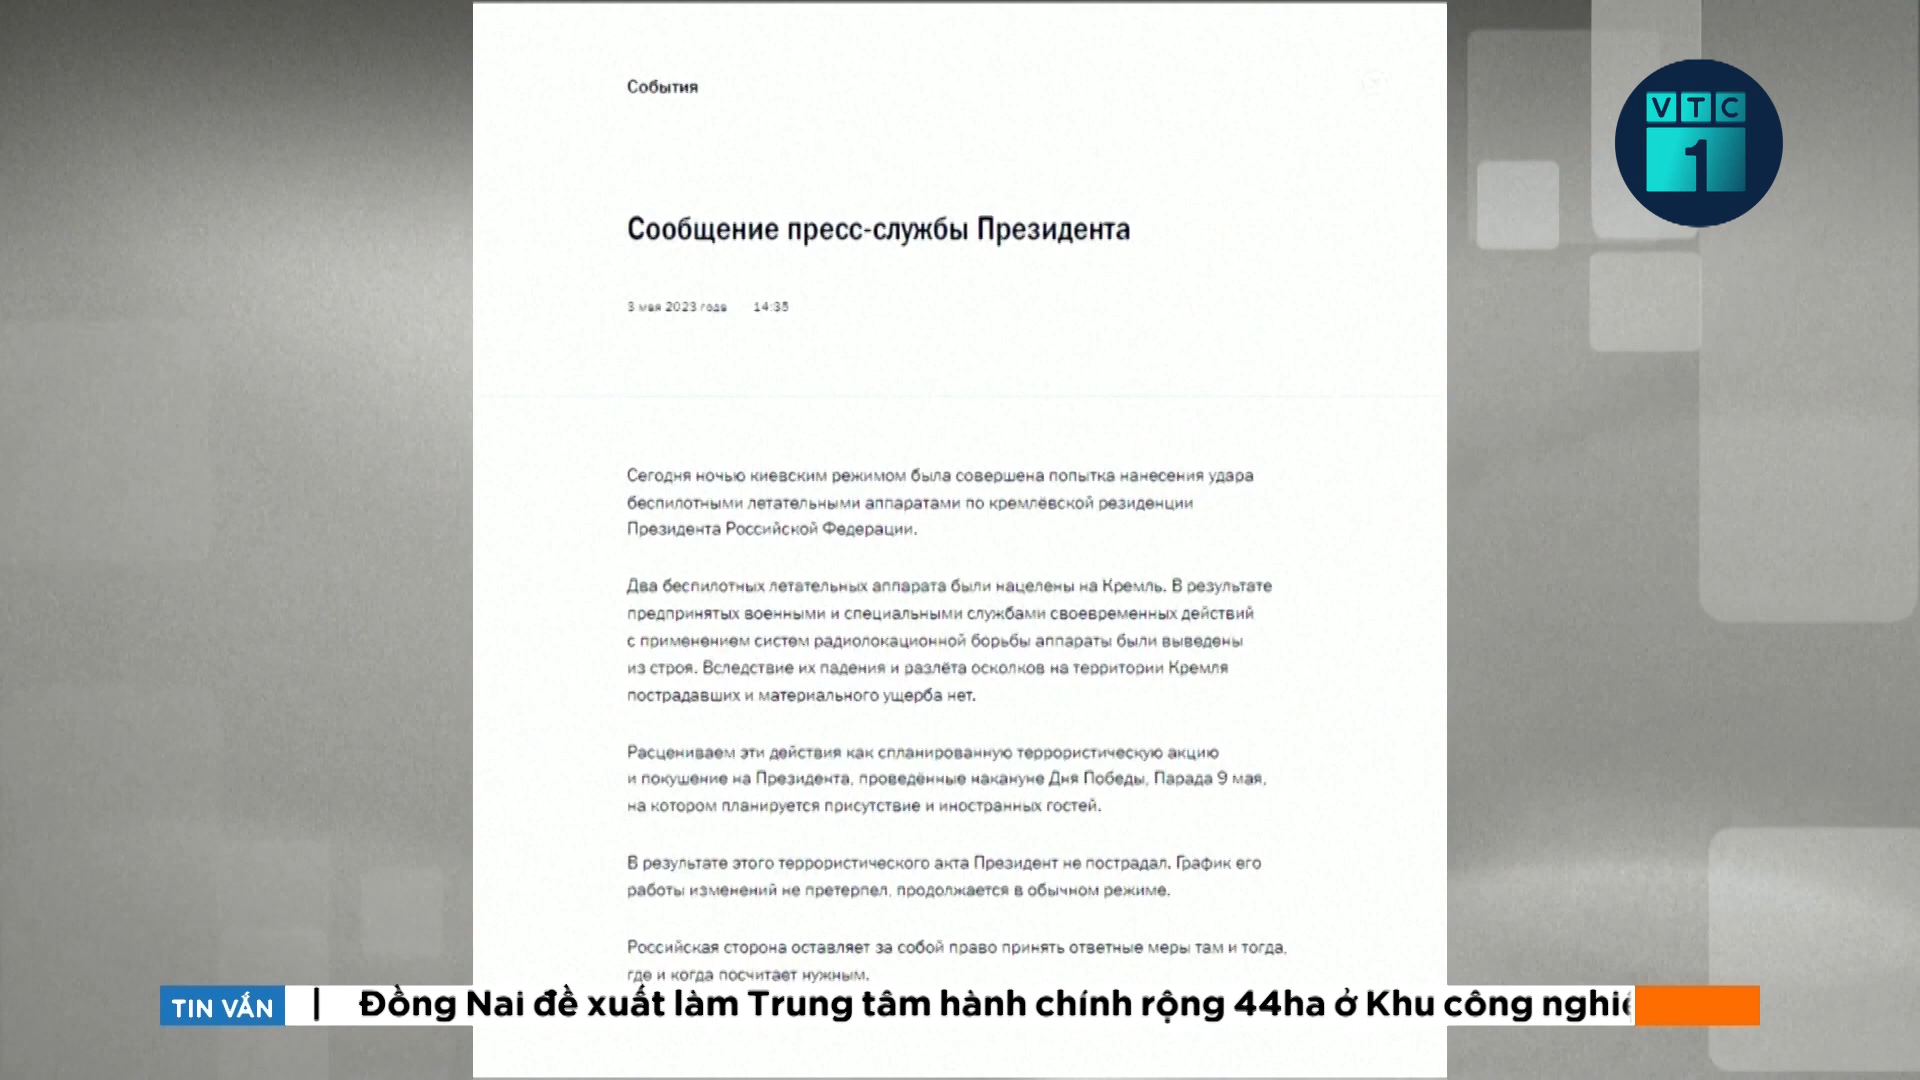 События
VTC
1
Сообщение пресс-службы Президента
3 мая 2023 года 14:35
Сегодня ночью киевским режимом была совершена попытка нанесения удара
беспилотными летательными аппаратами по кремлёвской резиденции
Президента Российской Федерации.
Два беспилотных летательных аппарата были нацелены на Кремль. В результате
предпринятых военными и специальными службами своевременных действий
с применением систем радиолокационной борьбы аппараты были выведены
из строя. Вследствие их падения и разлёта осколков на территории Кремля
пострадавших и материального ущерба нет.
Расцениваем эти действия как спланированную террористическую акцию
и покушение на Президента, проведённые накануне Дня Победы, Парада 9 мая,
на котором планируется присутствие и иностранных гостей.
В результате этого террористического акта Президент не пострадал. График его
работы изменений не претерпел, продолжается в обычном режиме.
Российская сторона оставляет за собой право принять ответные меры там и тогда,
где и когда посчитает нужным.
TIN VẮN | Đồng Nai đề xuất làm Trung tâm hành chính rộng 44ha ở Khu công